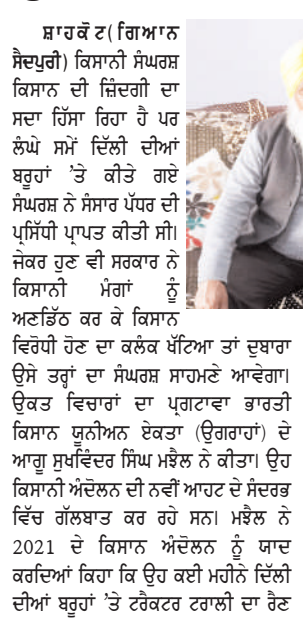 ਸ਼ਾਹਕੋਟ(ਗਿਆਨ
ਸੈਦਪੁਰੀ) ਕਿਸਾਨੀ ਸੰਘਰਸ਼
ਕਿਸਾਨ ਦੀ ਜ਼ਿੰਦਗੀ ਦਾ
ਸਦਾ ਹਿੱਸਾ ਰਿਹਾ ਹੈ ਪਰ
ਲੰਘੇ ਸਮੇਂ ਦਿੱਲੀ ਦੀਆਂ
ਬਰੂਹਾਂ 'ਤੇ ਕੀਤੇ ਗਏ
ਸੰਘਰਸ਼ ਨੇ ਸੰਸਾਰ ਪੱਧਰ ਦੀ
ਪ੍ਰਸਿੱਧੀ ਪ੍ਰਾਪਤ ਕੀਤੀ ਸੀ।
ਜੇਕਰ ਹੁਣ ਵੀ ਸਰਕਾਰ ਨੇ
ਕਿਸਾਨੀ ਮੰਗਾਂ ਨੂੰ
ਅਣਡਿੱਠ ਕਰ ਕੇ ਕਿਸਾਨ
ਵਿਰੋਧੀ ਹੋਣ ਦਾ ਕਲੰਕ ਖੱਟਿਆ ਤਾਂ ਦੁਬਾਰਾ
ਉਸੇ ਤਰ੍ਹਾਂ ਦਾ ਸੰਘਰਸ਼ ਸਾਹਮਣੇ ਆਵੇਗਾ।
ਉਕਤ ਵਿਚਾਰਾਂ ਦਾ ਪ੍ਰਗਟਾਵਾ ਭਾਰਤੀ
ਕਿਸਾਨ ਯੂਨੀਅਨ ਏਕਤਾ (ਉਗਰਾਹਾਂ) ਦੇ
ਆਗੂ ਸੁਖਵਿੰਦਰ ਸਿੰਘ ਮਝੈਲ ਨੇ ਕੀਤਾ। ਉਹ
ਕਿਸਾਨੀ ਅੰਦੋਲਨ ਦੀ ਨਵੀਂ ਆਹਟ ਦੇ ਸੰਦਰਭ
ਵਿੱਚ ਗੱਲਬਾਤ ਕਰ ਰਹੇ ਸਨ। ਮਝੈਲ ਨੇ
2021 ਦੇ ਕਿਸਾਨ ਅੰਦੋਲਨ ਨੂੰ ਯਾਦ
ਕਰਦਿਆਂ ਕਿਹਾ ਕਿ ਉਹ ਕਈ ਮਹੀਨੇ ਦਿੱਲੀ
ਦੀਆਂ ਬਰੂਹਾਂ 'ਤੇ ਟਰੈਕਟਰ ਟਰਾਲੀ ਦਾ ਰੈਣ